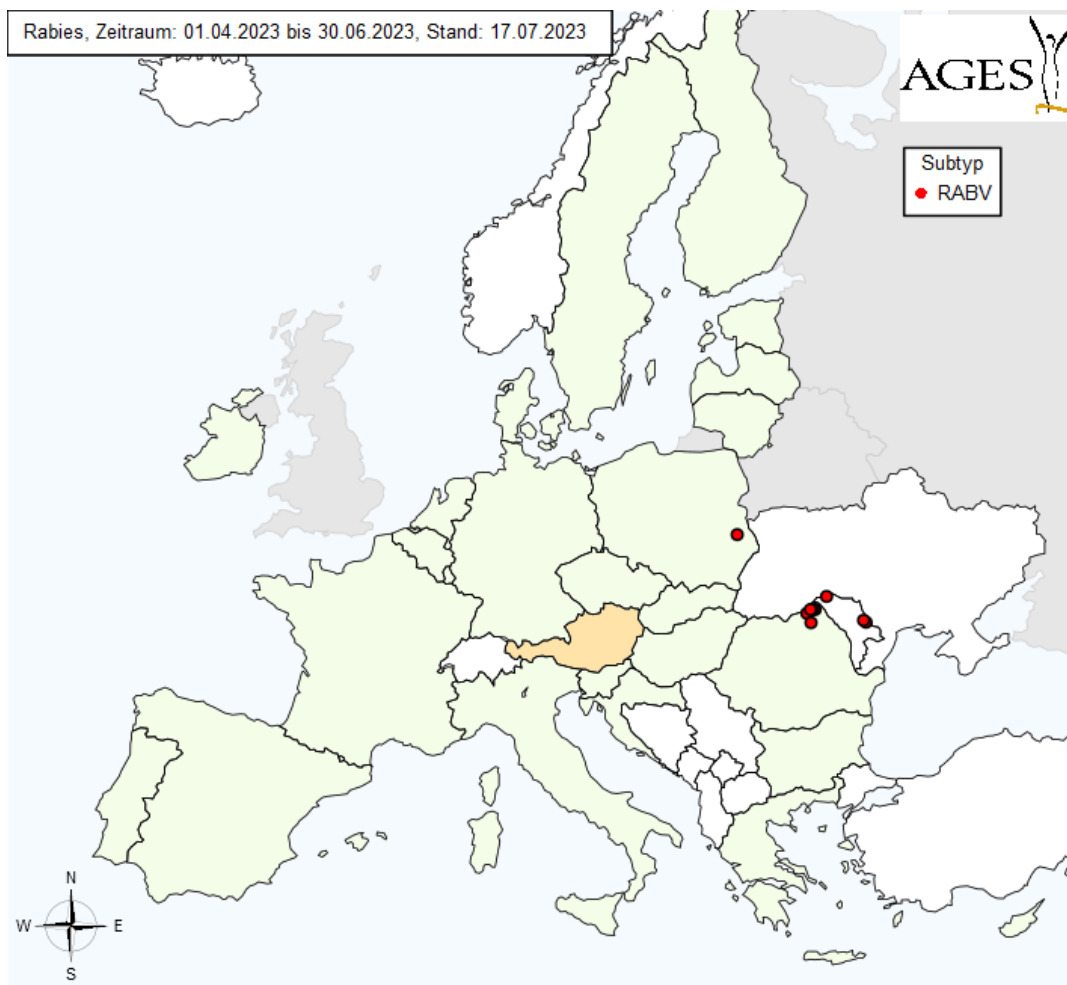 Rabies, Zeitraum: 01.04.2023 bis 30.06.2023, Stand: 17.07.2023
AGES
Subtyp
RABV
N
W E
S